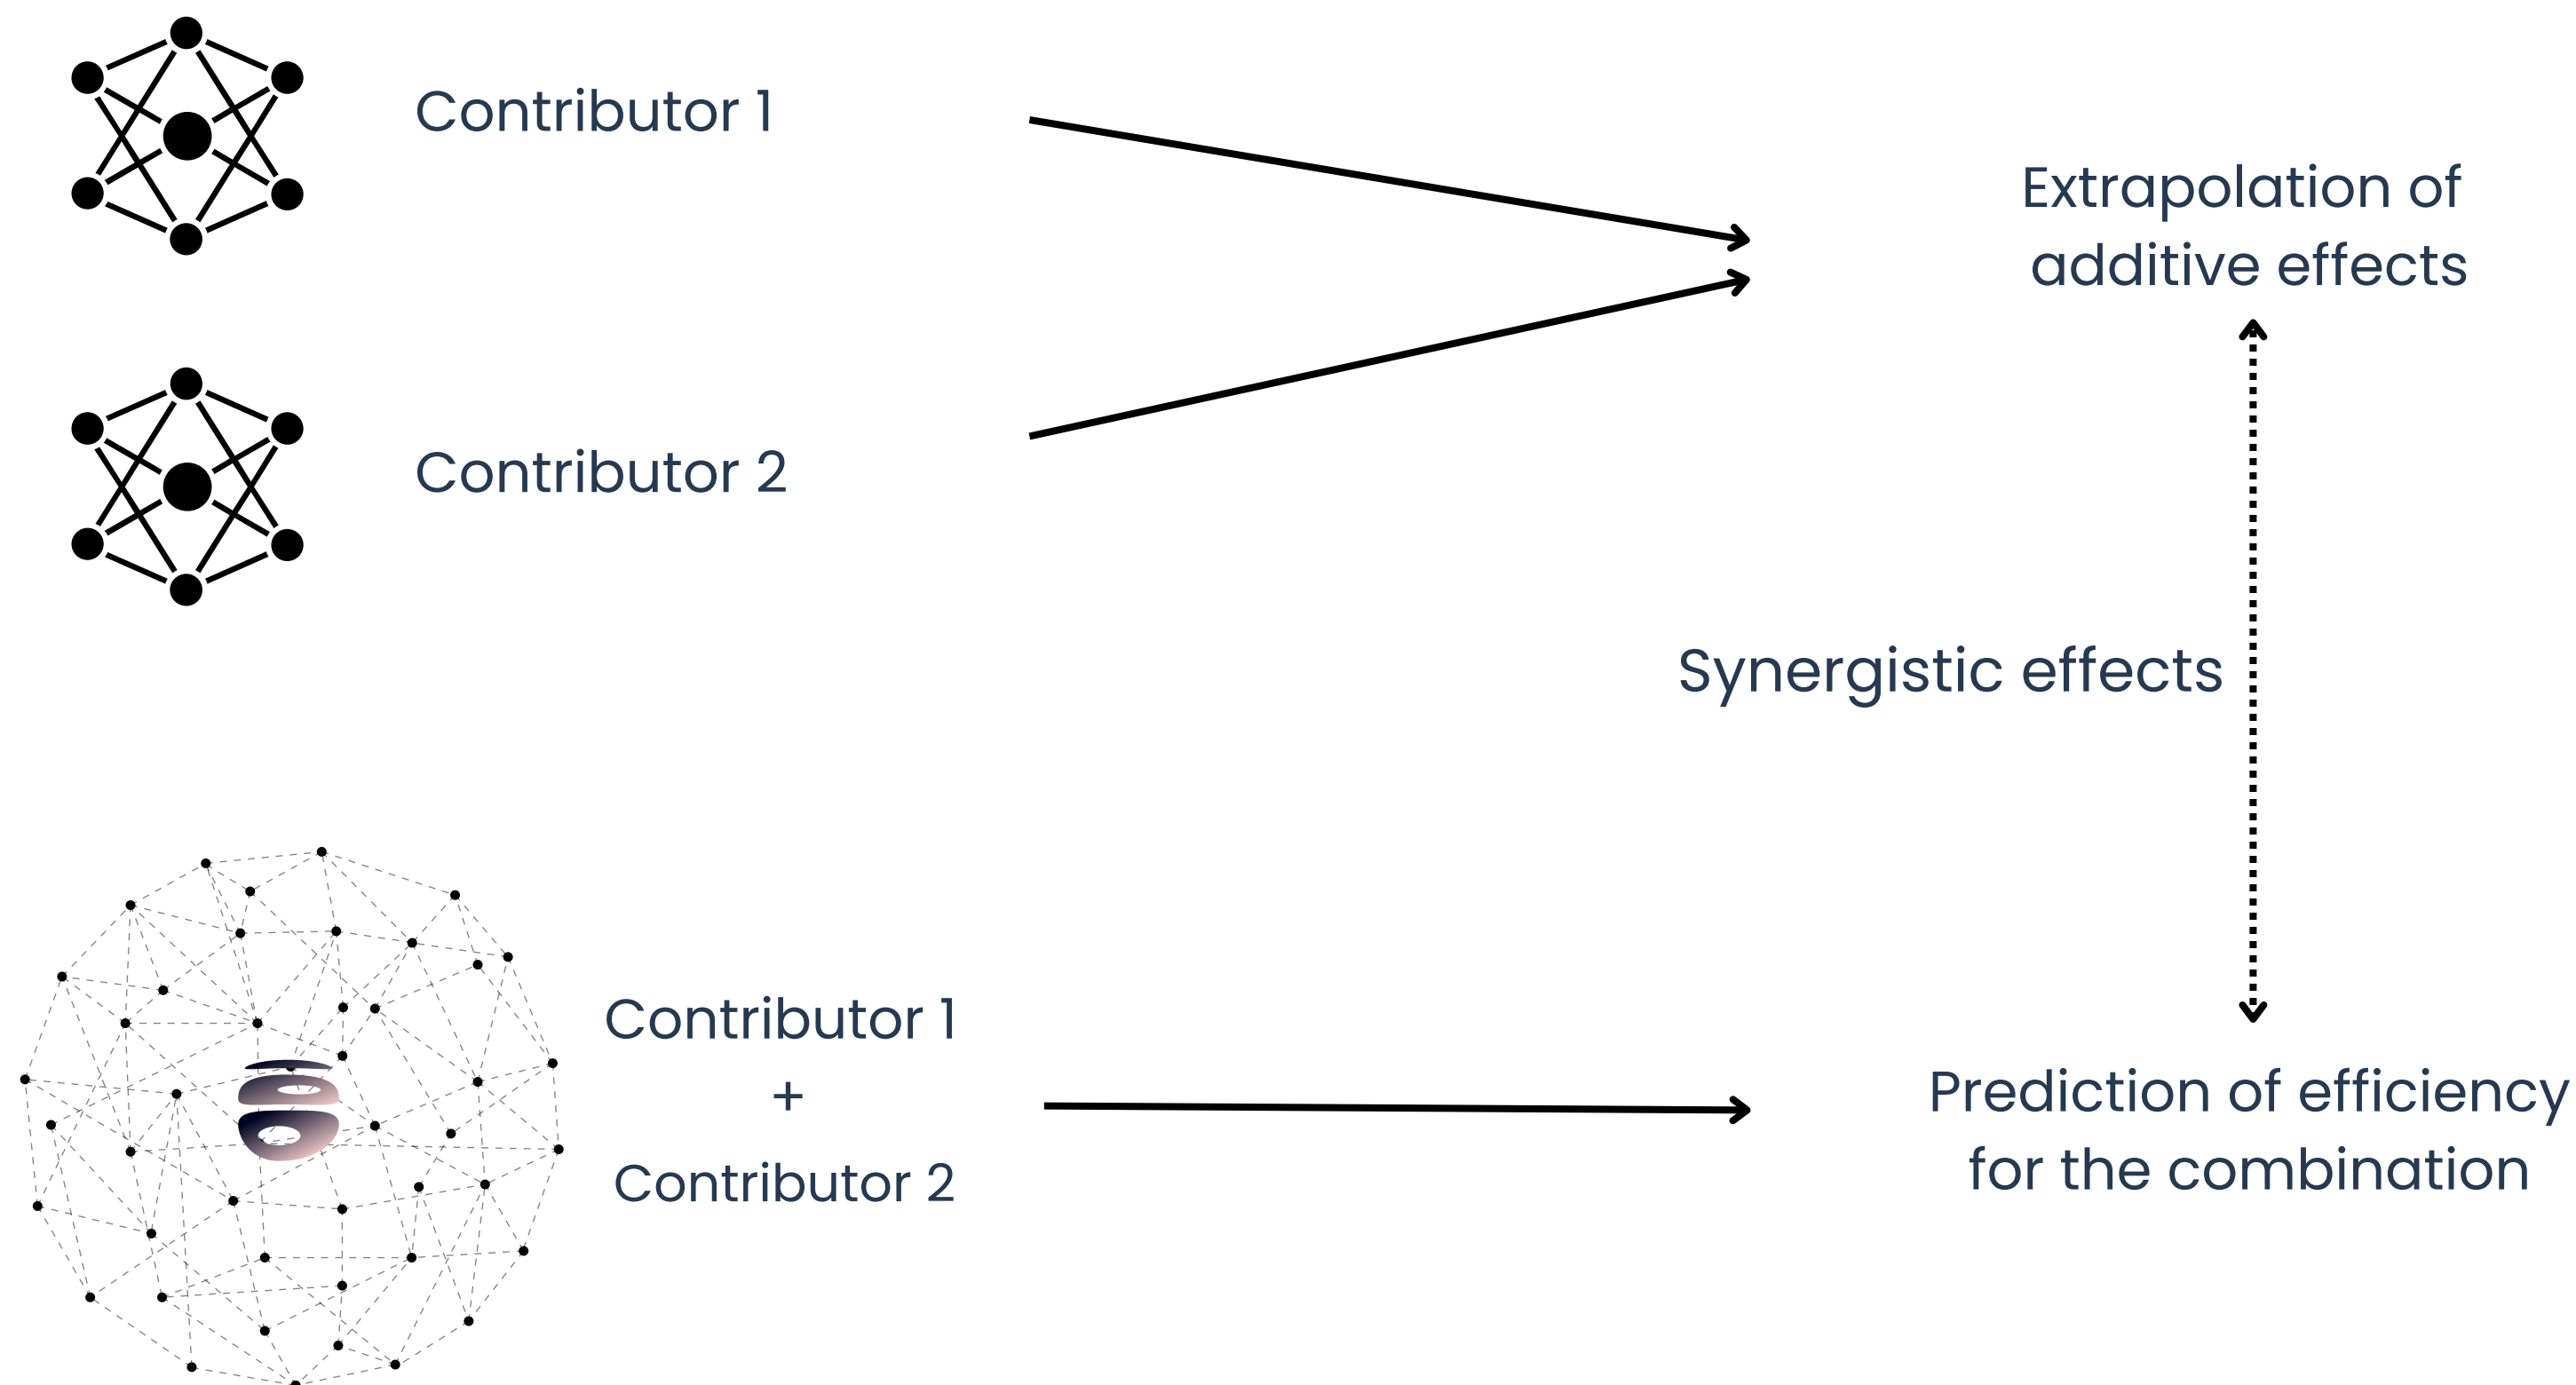 Contributor 1
Extrapolation of
additive effects
Contributor 2
Synergistic effects
Contributor 1
+
Contributor 2
Prediction of efficiency
for the combination